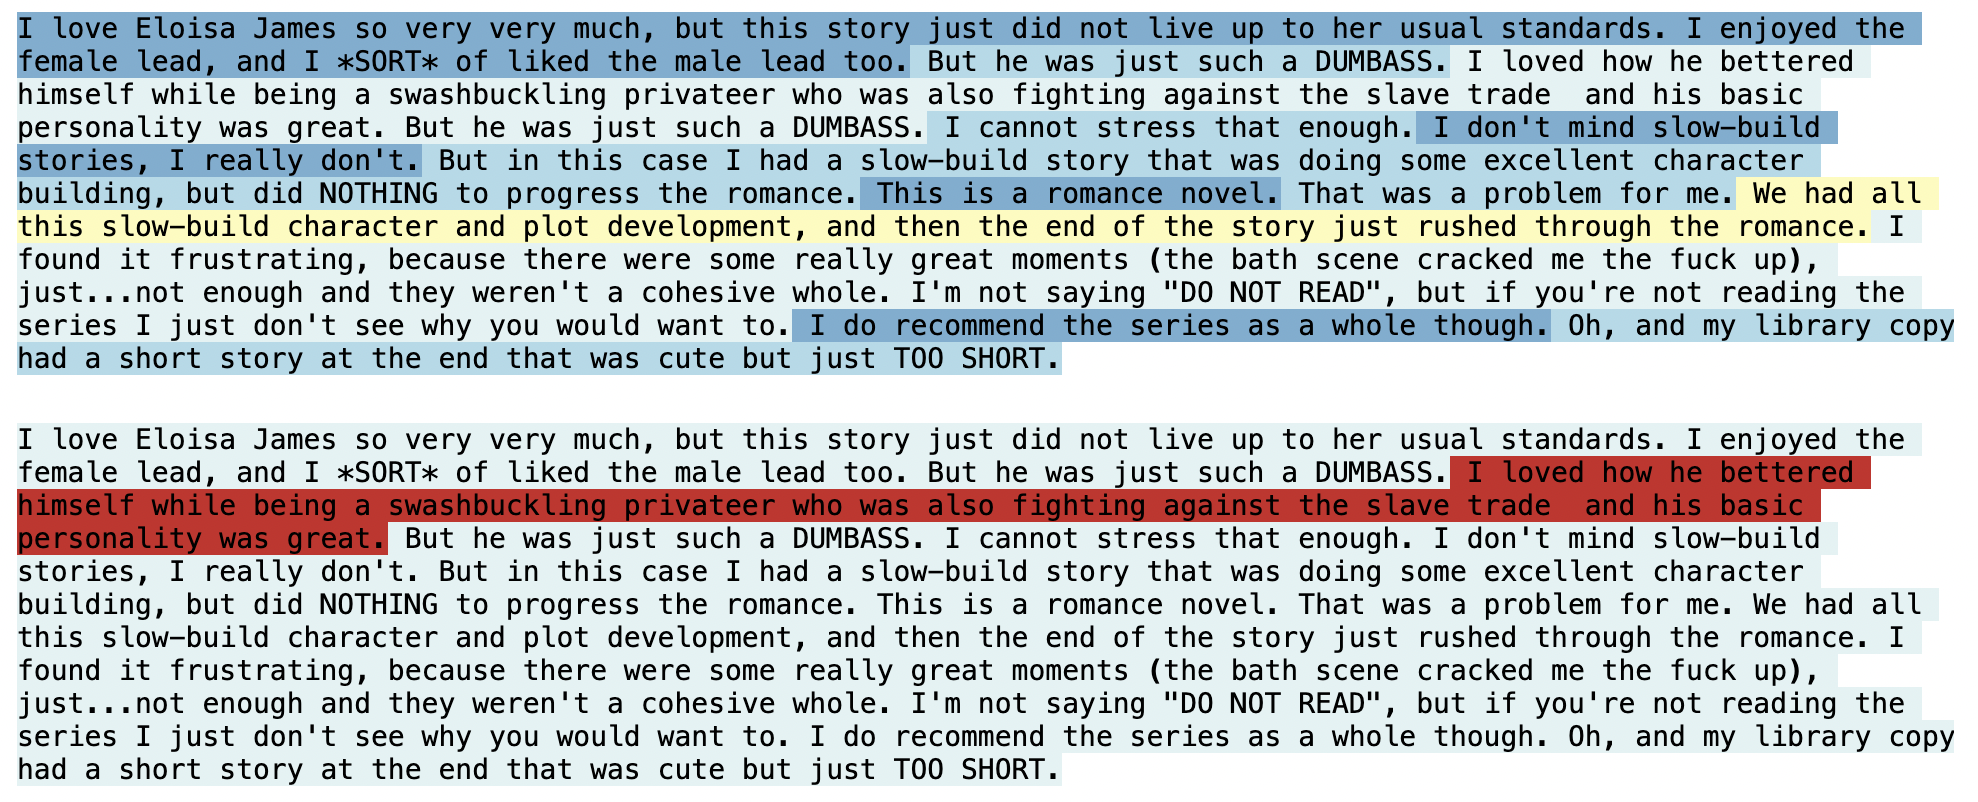 I love Eloisa James so very very much, but this story just did not live up to her usual standards. I enjoyed the
female lead, and I *SORT* of liked the male lead too. But he was just such a DUMBASS. I loved how he bettered
himself while being a swashbuckling privateer who was also fighting against the slave trade  and his basic
personality was great. But he was just such a DUMBASS. I cannot stress that enough. I don't mind slow-build
stories, I really don't. But in this case I had a slow-build story that was doing some excellent character
building, but did NOTHING to progress the romance. This is a romance novel. That was a problem for me. We had all
this slow-build character and plot development, and then the end of the story just rushed through the romance. I
found it frustrating, because there were some really great moments (the bath scene cracked me the fuck up),
just...not enough and they weren't a cohesive whole. I'm not saying "DO NOT READ", but if you're not reading the
series I just don't see why you would want to. I do recommend the series as a whole though. Oh, and my library copy
had a short story at the end that was cute but just TOO SHORT.
I love Eloisa James so very very much, but this story just did not live up to her usual standards. I enjoyed the
female lead, and I *SORT* of liked the male lead too. But he was just such a DUMBASS. I loved how he bettered
himself while being a swashbuckling privateer who was also fighting against the slave trade  and his basic
personality was great. But he was just such a DUMBASS. I cannot stress that enough. I don't mind slow-build
stories, I really don't. But in this case I had a slow-build story that was doing some excellent character
building, but did NOTHING to progress the romance. This is a romance novel. That was a problem for me. We had all
this slow-build character and plot development, and then the end of the story just rushed through the romance. I
found it frustrating, because there were some really great moments (the bath scene cracked me the fuck up),
just...not enough and they weren't a cohesive whole. I'm not saying "DO NOT READ", but if you're not reading the
series I just don't see why you would want to. I do recommend the series as a whole though. Oh, and my library copy
had a short story at the end that was cute but just TOO SHORT.